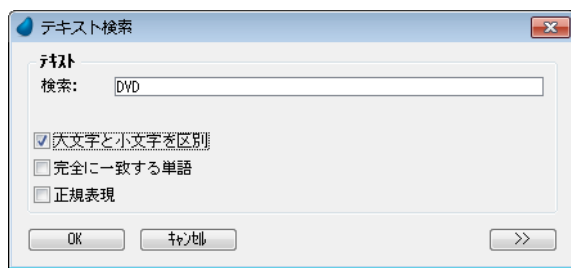 テキスト検索
ﾃｷｽﾄ
検索: DVD
大文字と小文字を区別
完全に一致する単語
正規表現
OK ｷｬﾝｾﾙ >>